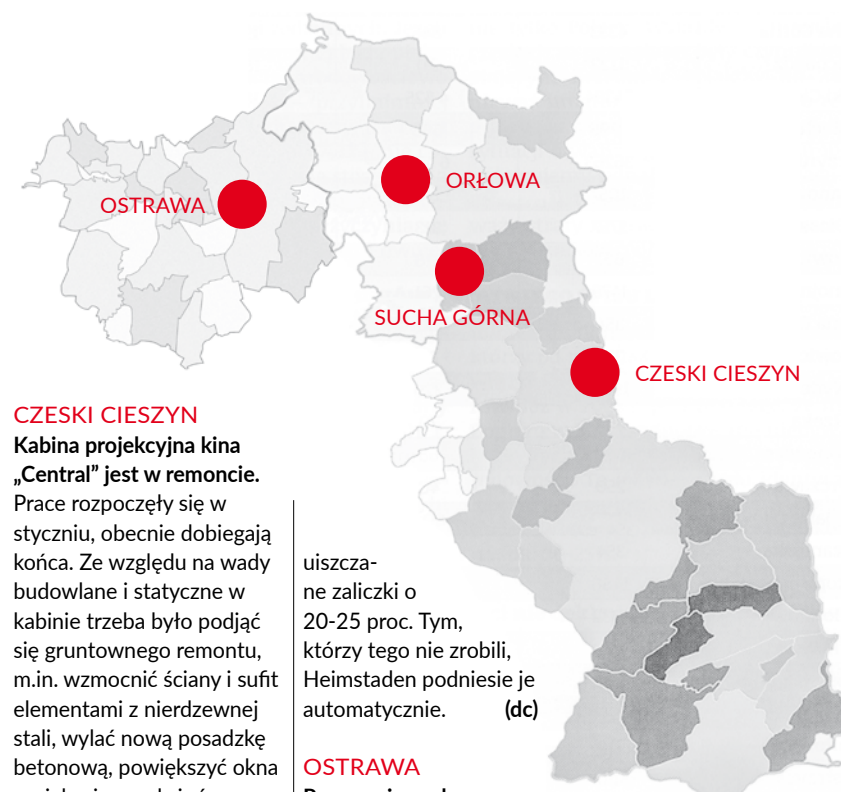 OSTRAWA
ORŁOWA
SUCHA GÓRNA
CZESKI CIESZYN
CZESKI CIESZYN
Kabina projekcyjna kina
„Central” jest w remoncie.
Prace rozpoczęły się w
styczniu, obecnie dobiegają
końca. Ze względu na wady
budowlane i statyczne w
kabinie trzeba było podjąć
się gruntownego remontu,
m.in. wzmocnić ściany i sufit
elementami z nierdzewnej
stali, wylać nową posadzkę
betonową, powiększyć okna
uiszcza-
ne zaliczki o
20-25 proc. Tym,
którzy tego nie zrobili,
Heimstaden podniesie je
automatycznie. (dc)
OSTRAWA